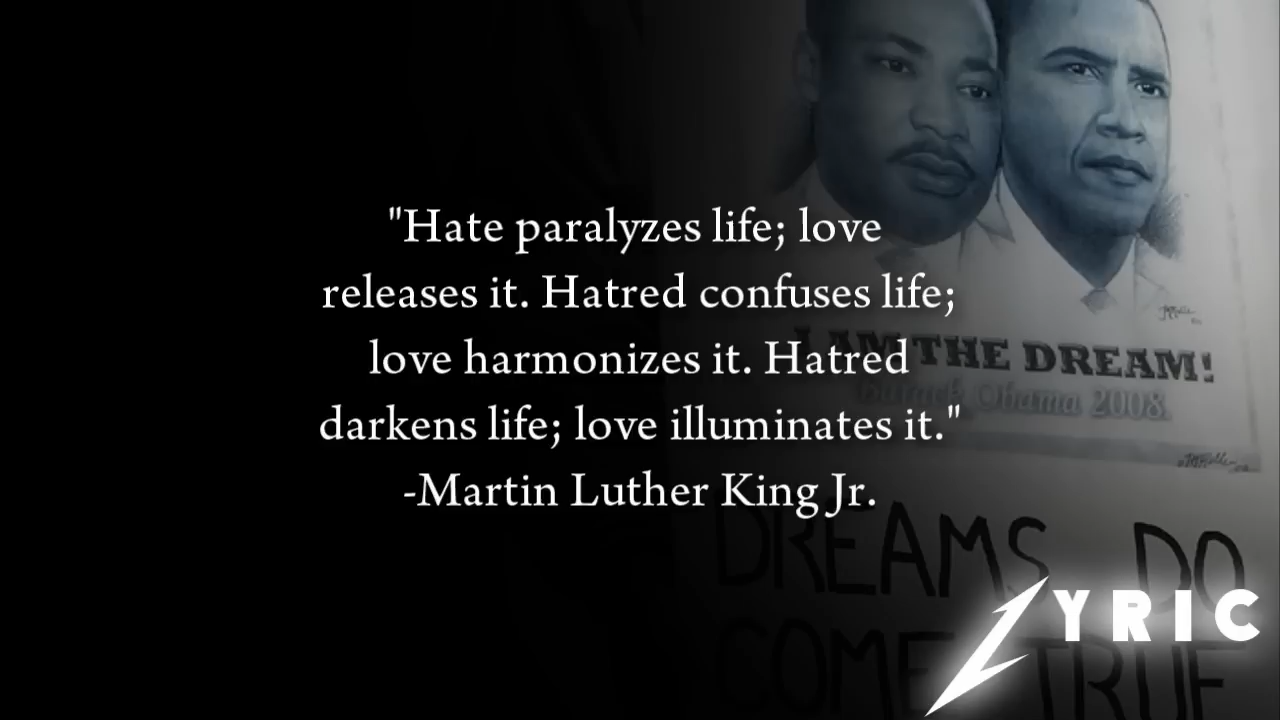 "Hate paralyzes life; love
releases it. Hatred confuses life;
love harmonizes it. Hatred
darkens life; love illuminates it."
-Martin Luther King Jr.
I AM THE DREAM!
Barack Obama 2008
DREAMS DO
COME TRUE
LYRIC